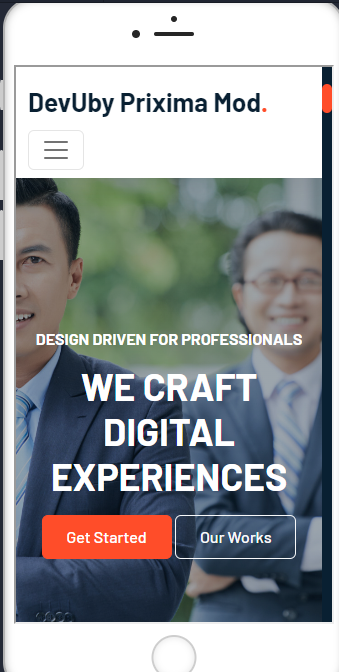 DevUby Prixima Mod.
DESIGN DRIVEN FOR PROFESSIONALS
WE CRAFT
DIGITAL
EXPERIENCES
Get Started
Our Works